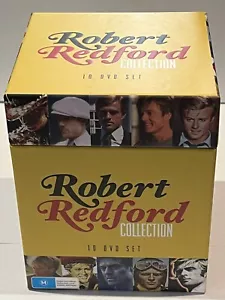 Robert
Redford
COLLECTION
10 DVD SET
Robert
Redford
COLLECTION
10 DVD SET
M